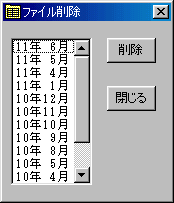 ファイル削除
11年 6月
11年 5月
11年 4月
11年 1月
10年12月
10年11月
10年10月
10年 9月
10年 8月
10年 5月
10年 4月
削除
閉じる